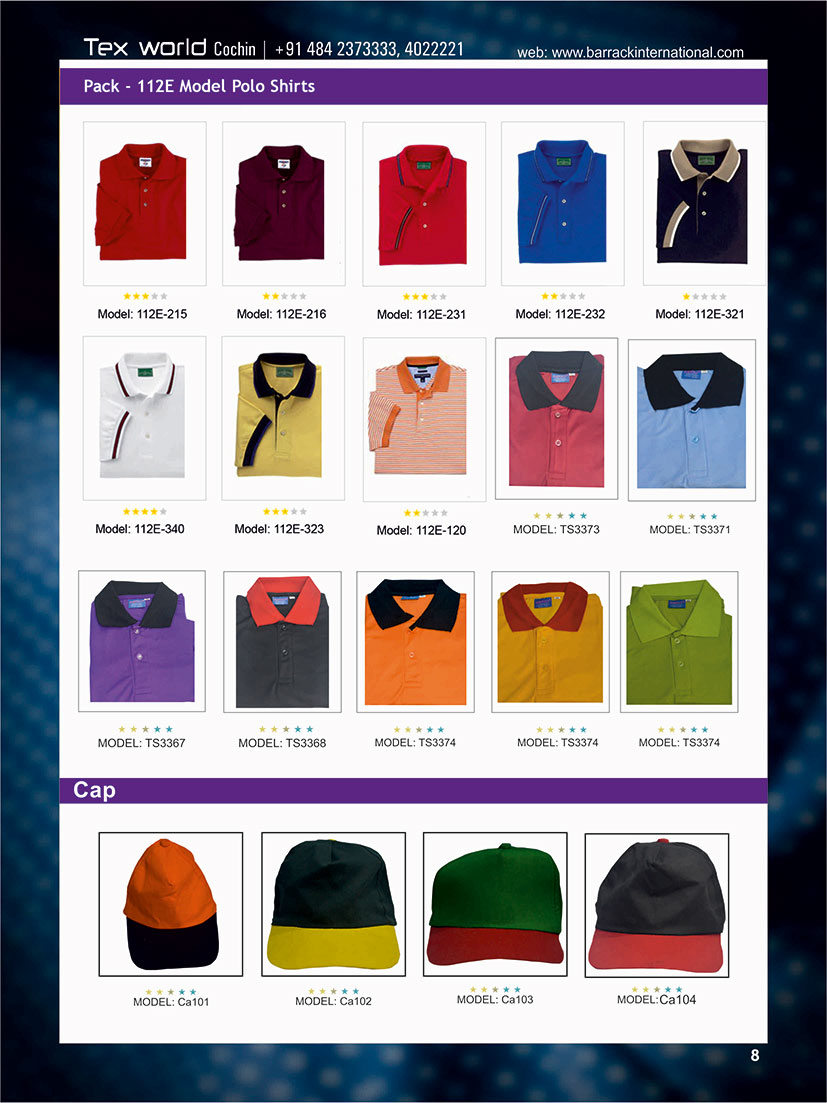 Tex world Cochin | +91 484 2373333, 4022221
web: www.barrackinternational.com
Pack - 112E Model Polo Shirts
Model: 112E-215
Model: 112E-216
Model: 112E-231
Model: 112E-232
Model: 112E-321
Model: 112E-340
Model: 112E-323
Model: 112E-120
MODEL: TS3373
MODEL: TS3371
MODEL: TS3367
MODEL: TS3368
MODEL: TS3374
MODEL: TS3374
MODEL: TS3374
Cap
MODEL: Ca101
MODEL: Ca102
MODEL: Ca103
MODEL:Ca104
8